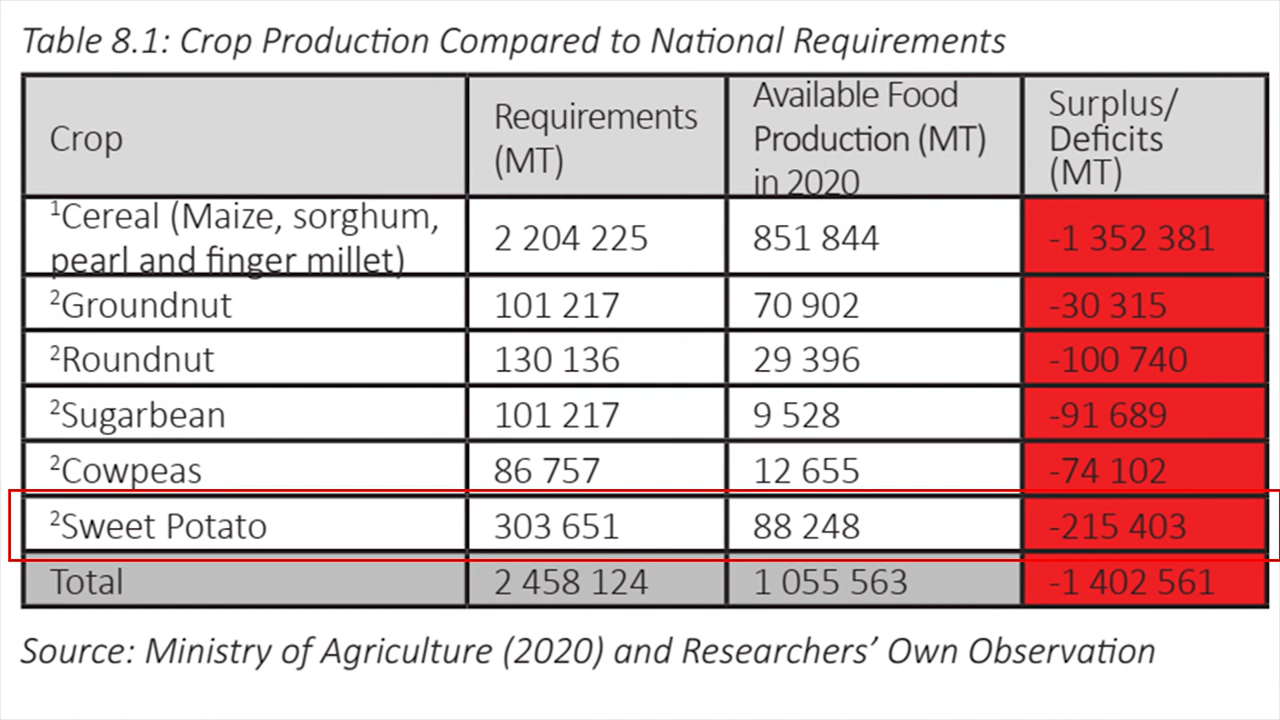 Table 8.1: Crop Production Compared to National Requirements
Crop
Requirements
(MT)
Available Food
Production (MT)
in 2020
Surplus/
Deficits
(MT)
¹Cereal (Maize, sorghum,
pearl and finger millet)
2 204 225
851 844
-1 352 381
²Groundnut
101 217
70 902
-30 315
²Roundnut
130 136
29 396
-100 740
²Sugarbean
101 217
9 528
-91 689
²Cowpeas
86 757
12 655
-74 102
²Sweet Potato
303 651
88 248
-215 403
Total
2 458 124
1 055 563
-1 402 561
Source: Ministry of Agriculture (2020) and Researchers’ Own Observation